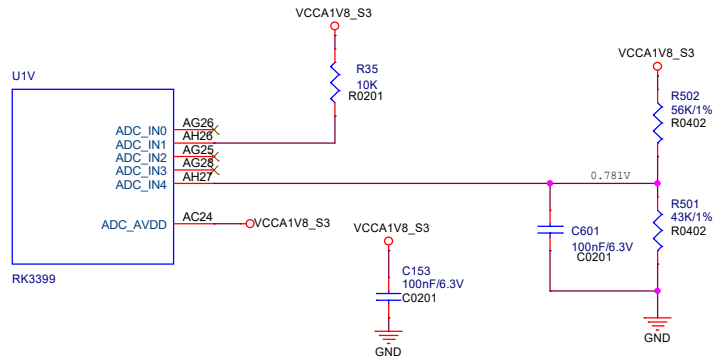 VCCA1V8_S3
U1V
R35
10K
R0201
VCCA1V8_S3
R502
56K/1%
R0402
ADC_IN0 AG26
ADC_IN1 AH26
ADC_IN2 AG25
ADC_IN3 AG28
ADC_IN4 AH27
0.781V
R501
43K/1%
R0402
ADC_AVDD AC24 VCCA1V8_S3
VCCA1V8_S3
C601
100nF/6.3V
C0201
C153
100nF/6.3V
C0201
RK3399
GND
GND